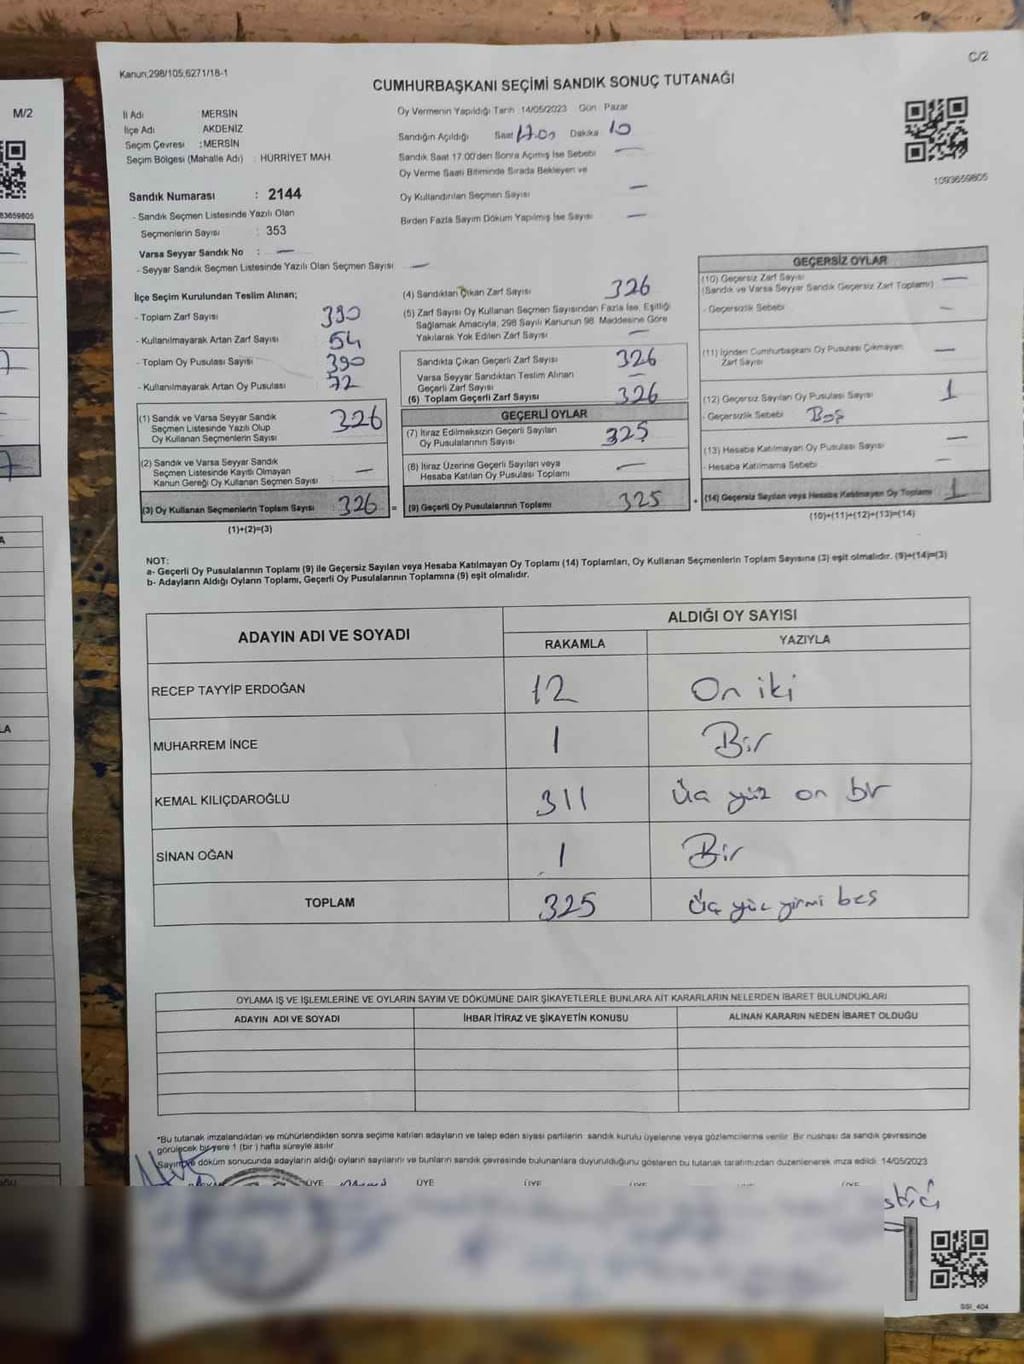 C/2
Kanun,298/105,6271/18-1
CUMHURBAŞKANI SEÇİMİ SANDIK SONUÇ TUTANAĞI
M/2
İl Adı MERSİN
İlçe Adı AKDENİZ
Seçim Çevresi : MERSİN
Seçim Bölgesi (Mahalle Adı) : HÜRRİYET MAH.
Oy Vermenin Yapıldığı Tarih 14/05/2023 Gün Pazar
Sandığın Açıldığı Saat 17.00 Dakika 10
Sandık Saat 17.00'den Sonra Açımış İse Sebebi —
Oy Verme Saati Bitiminde Sırada Bekleyen ve
Oy Kullandırılan Seçmen Sayısı —
Birden Fazla Sayım Döküm Yapılmış İse Sayısı —
1093659805
Sandık Numarası : 2144
- Sandık Seçmen Listesinde Yazılı Olan
Seçmenlerin Sayısı : 353
Varsa Seyyar Sandık No : —
- Seyyar Sandık Seçmen Listesinde Yazılı Olan Seçmen Sayısı —
İlçe Seçim Kurulundan Teslim Alınan;
- Toplam Zarf Sayısı 390
- Kullanılmayarak Artan Zarf Sayısı 54
- Toplam Oy Pusulası Sayısı 390
- Kullanılmayarak Artan Oy Pusulası 72
(1) Sandık ve Varsa Seyyar Sandık
Seçmen Listesinde Yazılı Olup
Oy Kullanan Seçmenlerin Sayısı 326
(2) Sandık ve Varsa Seyyar Sandık
Seçmen Listesinde Kayıtlı Olmayan
Kanun Gereği Oy Kullanan Seçmen Sayısı —
(3) Oy Kullanan Seçmenlerin Toplam Sayısı 326 =
(1)+(2)=(3)
(4) Sandıktan Çıkan Zarf Sayısı 326
(5) Zarf Sayısı Oy Kullanan Seçmen Sayısından Fazla İse, Eşitliği
Sağlamak Amacıyla, 298 Sayılı Kanunun 98. Maddesine Göre
Yakılarak Yok Edilen Zarf Sayısı —
Sandıkta Çıkan Geçerli Zarf Sayısı 326
Varsa Seyyar Sandıktan Teslim Alınan
Geçerli Zarf Sayısı —
(6) Toplam Geçerli Zarf Sayısı 326
GEÇERLİ OYLAR
(7) İtiraz Edilmeksizin Geçerli Sayılan
Oy Pusulalarının Sayısı 325
(8) İtiraz Üzerine Geçerli Sayılan veya
Hesaba Katılan Oy Pusulası Toplamı —
(9) Geçerli Oy Pusulalarının Toplamı 325 +
GEÇERSİZ OYLAR
(10) Geçersiz Zarf Sayısı —
(Sandık ve Varsa Seyyar Sandık Geçersiz Zarf Toplamı)
- Geçersizlik Sebebi —
(11) İçinden Cumhurbaşkanı Oy Pusulası Çıkmayan
Zarf Sayısı —
(12) Geçersiz Sayılan Oy Pusulası Sayısı 1
- Geçersizlik Sebebi Boş
(13) Hesaba Katılmayan Oy Pusulası Sayısı —
- Hesaba Katılmama Sebebi —
(14) Geçersiz Sayılan veya Hesaba Katılmayan Oy Toplamı 1
(10)+(11)+(12)+(13)=(14)
NOT:
a- Geçerli Oy Pusulalarının Toplamı (9) ile Geçersiz Sayılan veya Hesaba Katılmayan Oy Toplamı (14) Toplamları, Oy Kullanan Seçmenlerin Toplam Sayısına (3) eşit olmalıdır. (9)+(14)=(3)
b- Adayların Aldığı Oyların Toplamı, Geçerli Oy Pusulalarının Toplamına (9) eşit olmalıdır.
ADAYIN ADI VE SOYADI ALDIĞI OY SAYISI
RAKAMLA YAZIYLA
RECEP TAYYİP ERDOĞAN 12 On iki
MUHARREM İNCE 1 Bir
KEMAL KILIÇDAROĞLU 311 Üç yüz on bir
SİNAN OĞAN 1 Bir
TOPLAM 325 Üç yüz yirmi beş
OYLAMA İŞ VE İŞLEMLERİNE VE OYLARIN SAYIM VE DÖKÜMÜNE DAİR ŞİKAYETLERLE BUNLARA AİT KARARLARIN NELERDEN İBARET BULUNDUKLARI
ADAYIN ADI VE SOYADI İHBAR İTİRAZ VE ŞİKAYETİN KONUSU ALINAN KARARIN NEDEN İBARET OLDUĞU
*Bu tutanak imzalandıktan ve mühürlendikten sonra seçime katılan adayların ve talep eden siyasi partilerin sandık kurulu üyelerine veya gözlemcilerine verilir. Bir nüshası da sandık çevresinde
görülecek bir yere 1 (bir) hafta süreyle asılır.
Sayım ve döküm sonucunda adayların aldığı oyların sayılarını ve bunların sandık çevresinde bulunanlara duyurulduğunu gösteren bu tutanak tarafımızdan düzenlenerek imza edildi. 14/05/2023
ÜYE ÜYE ÜYE ÜYE ÜYE
SSI_404